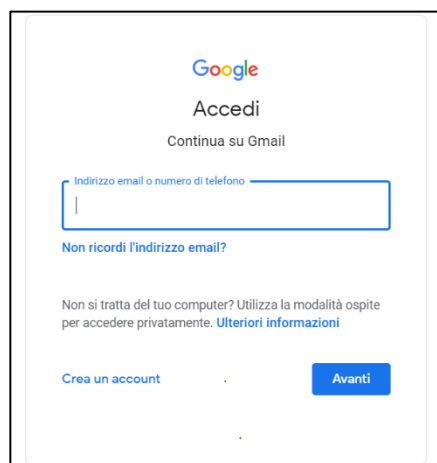 Google
Accedi
Continua su Gmail
Indirizzo email o numero di telefono
Non ricordi l'indirizzo email?
Non si tratta del tuo computer? Utilizza la modalità ospite
per accedere privatamente. Ulteriori informazioni
Crea un account
Avanti